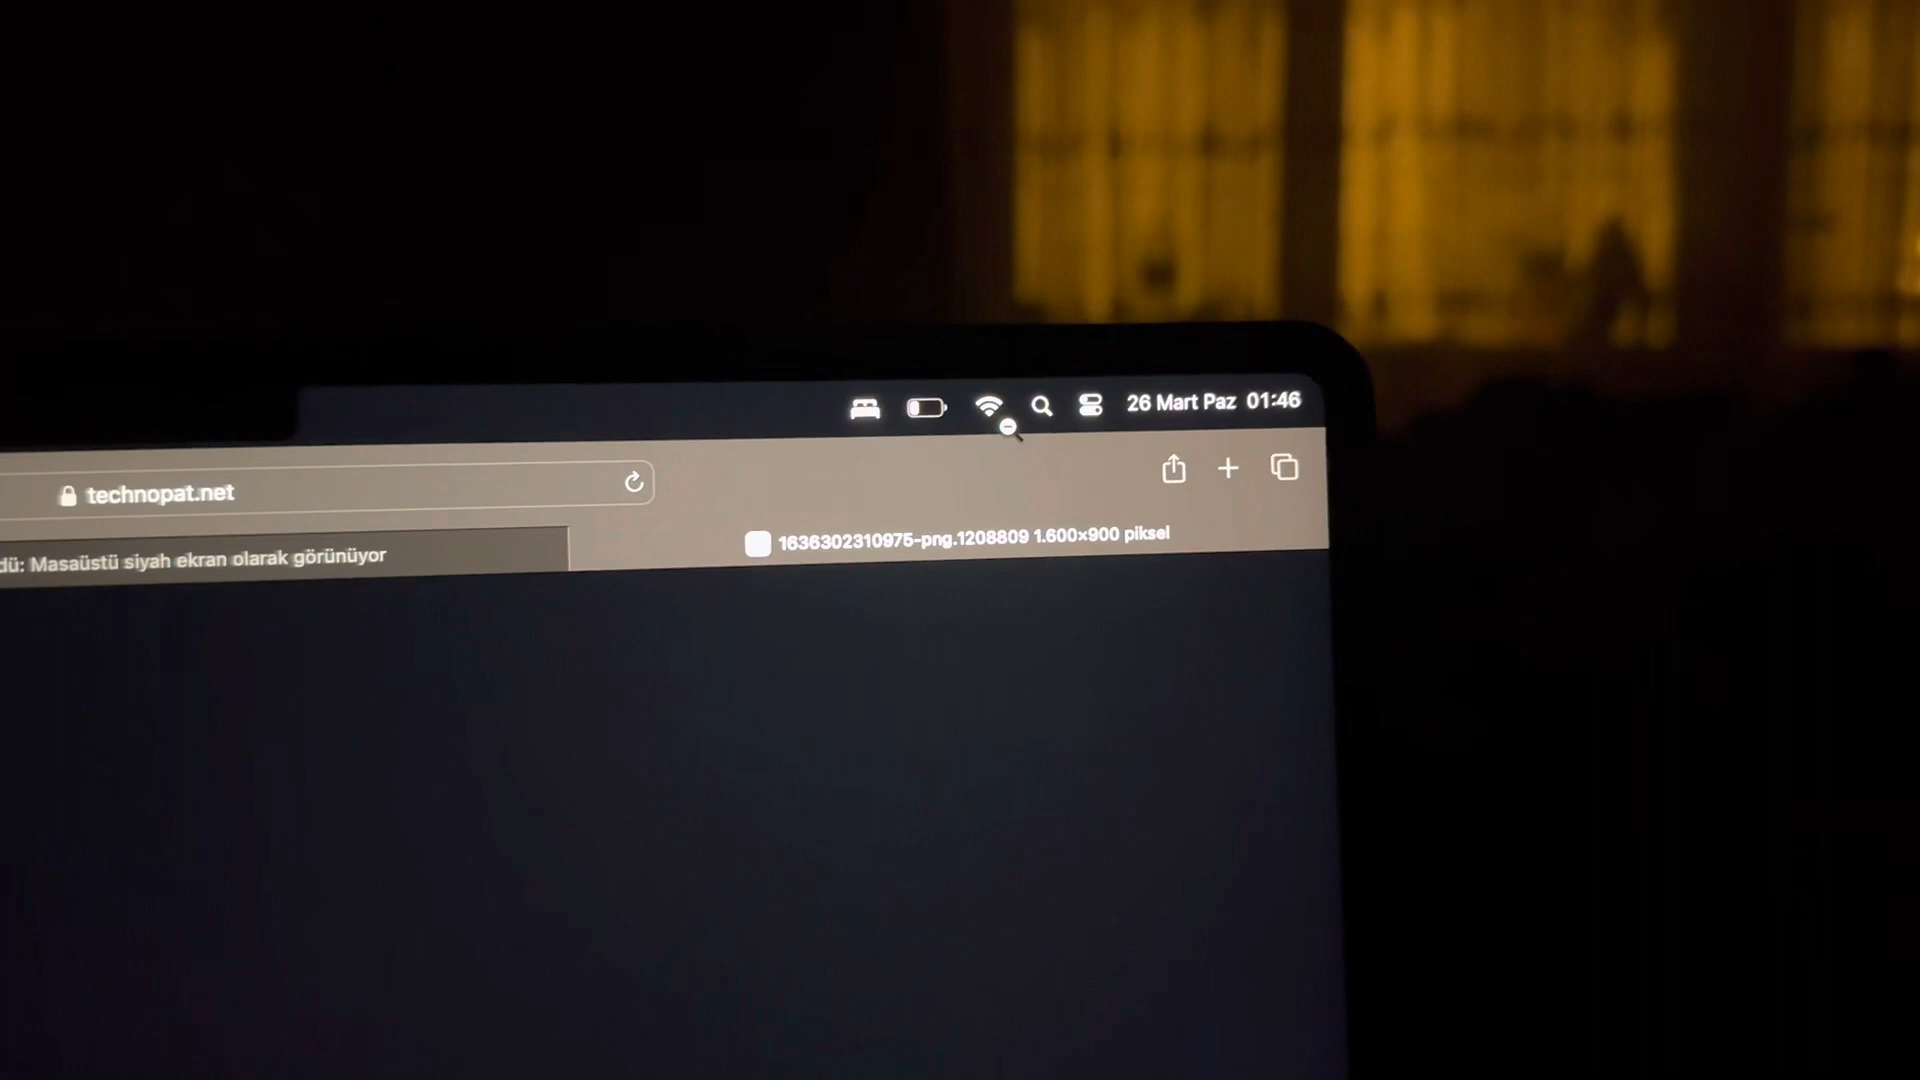 26 Mart Paz 01:46
technopat.net
dü: Masaüstü siyah ekran olarak görünüyor
1636302310975-png.1208809 1.600×900 piksel